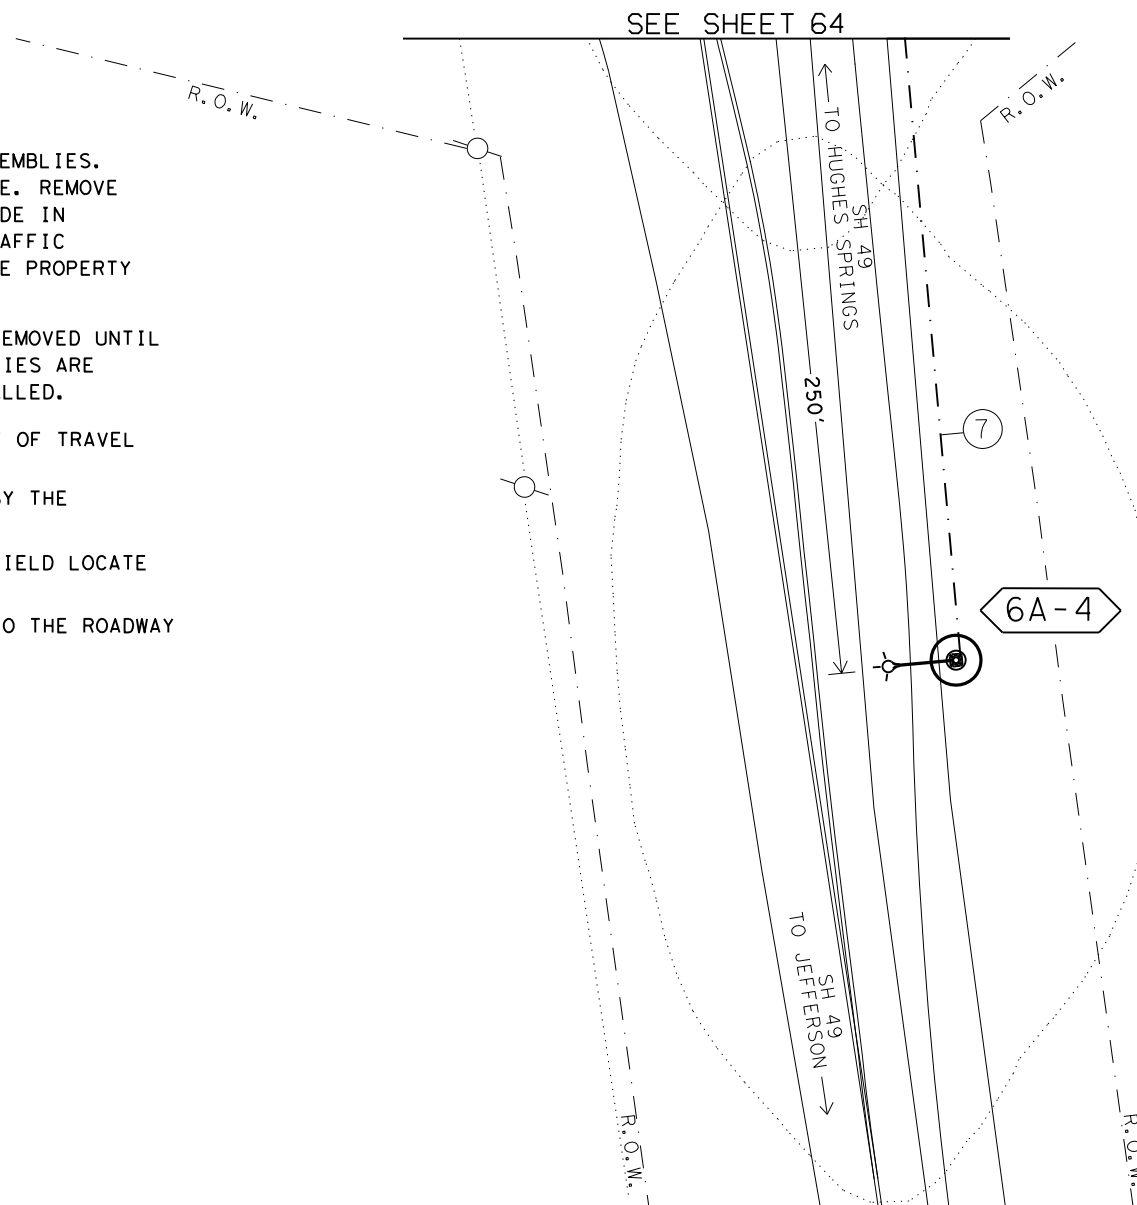 SEE SHEET 64
R.O.W.
R.O.W.
EMBLIES.
E. REMOVE
DE IN
AFFIC
E PROPERTY
EMOVED UNTIL
IES ARE
LLED.
OF TRAVEL
BY THE
IELD LOCATE
O THE ROADWAY
TO HUGHES SPRINGS
SH 49
250'
7
6A-4
SH 49
TO JEFFERSON
R.O.W.
R.O.W.